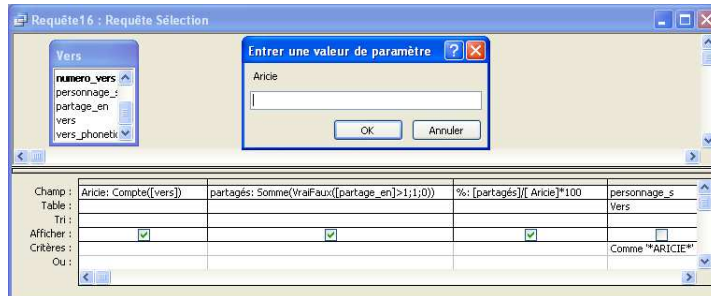 Requête16 : Requête Sélection
Vers
numero_vers
personnage_s
partage_en
vers
vers_phoneti
Entrer une valeur de paramètre
Aricie
OK Annuler
Champ : Aricie: Compte([vers]) partagés: Somme(VraiFaux([partage_en]>1;1;0)) %: [partagés]/[ Aricie]*100 personnage_s
Table : Vers
Tri :
Afficher :
Critères : Comme "*ARICIE*"
Ou :